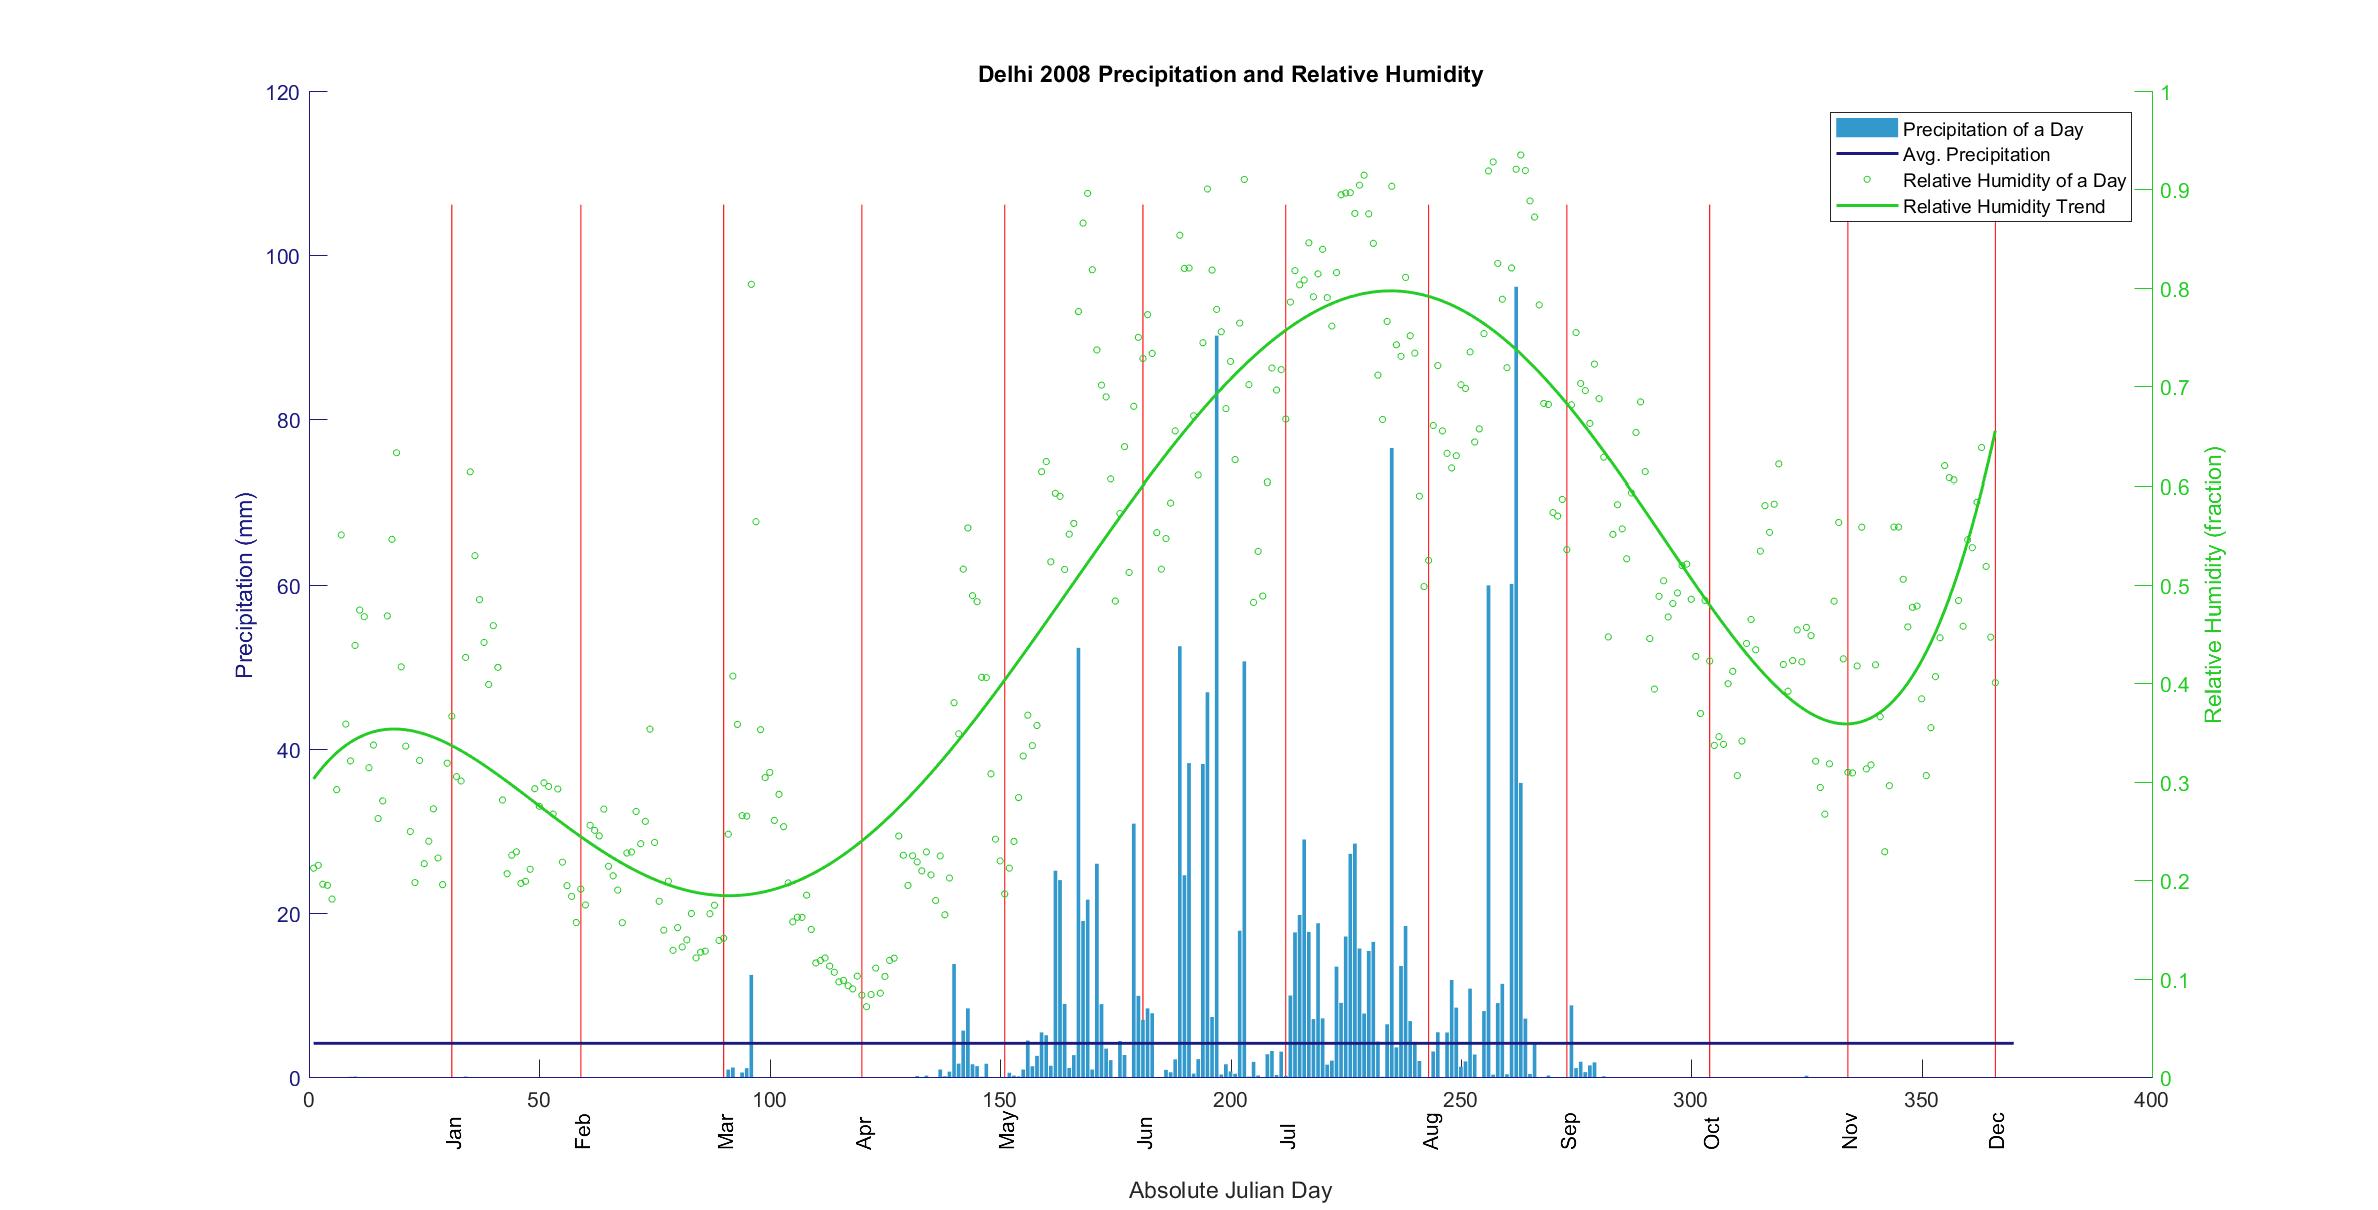 Delhi 2008 Precipitation and Relative Humidity
Precipitation of a Day
Avg. Precipitation
Relative Humidity of a Day
Relative Humidity Trend
Precipitation (mm)
120
100
80
60
40
20
0
Relative Humidity (fraction)
1
0.9
0.8
0.7
0.6
0.5
0.4
0.3
0.2
0.1
0
0 50 100 150 200 250 300 350 400
Jan Feb Mar Apr May Jun Jul Aug Sep Oct Nov Dec
Absolute Julian Day